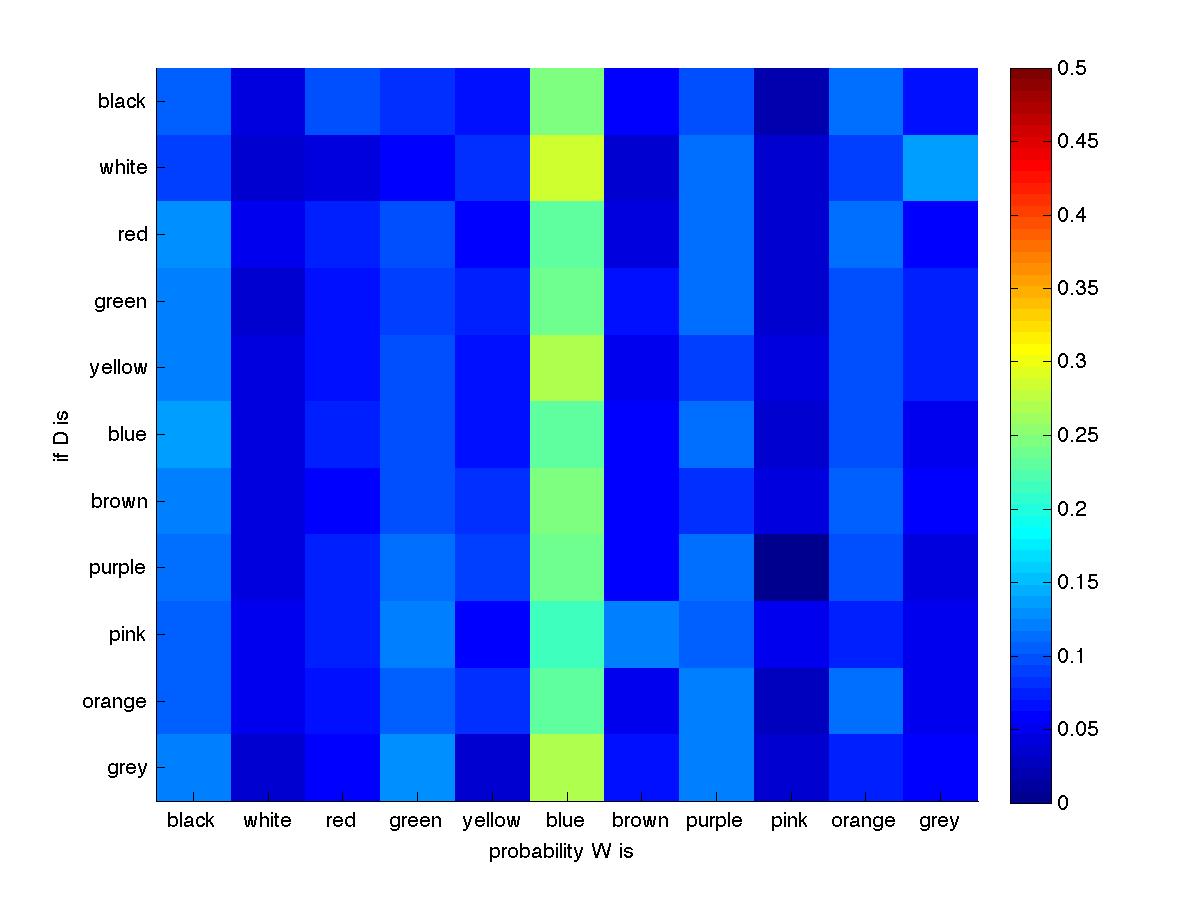 black
white
red
green
yellow
blue
brown
purple
pink
orange
grey
if D is
black white red green yellow blue brown purple pink orange grey
probability W is
0.5
0.45
0.4
0.35
0.3
0.25
0.2
0.15
0.1
0.05
0